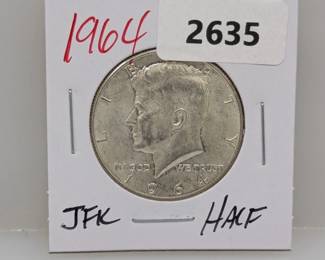 1964
2635
LIBERTY
IN GOD WE TRUST
1964
JFK HALF